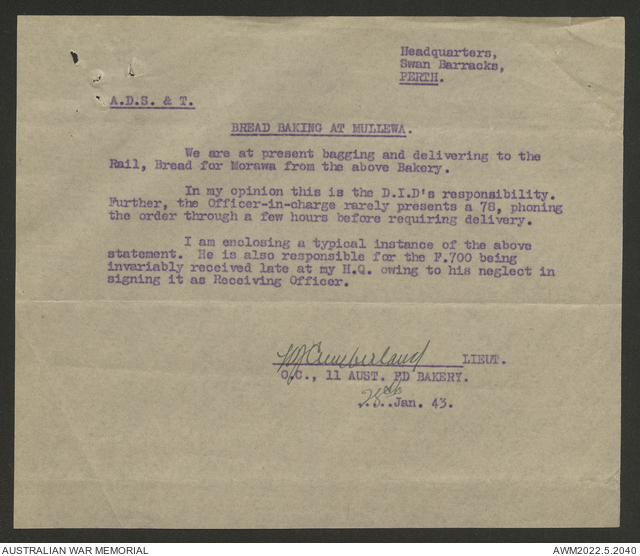 Headquarters,
Swan Barracks,
PERTH.
A.D.S. & T.
BREAD BAKING AT MULLEWA.
We are at present bagging and delivering to the
Rail, Bread for Morawa from the above Bakery.
In my opinion this is the D.I.D's responsibility.
Further, the Officer-in-charge rarely presents a 78, phoning
the order through a few hours before requiring delivery.
I am enclosing a typical instance of the above
statement. He is also responsible for the F.700 being
invariably received late at my H.Q. owing to his neglect in
signing it as Receiving Officer.
Cumberland LIEUT.
O.C., 11 AUST. FD BAKERY.
28th Jan. 43.
AUSTRALIAN WAR MEMORIAL
AWM2022.5.2040